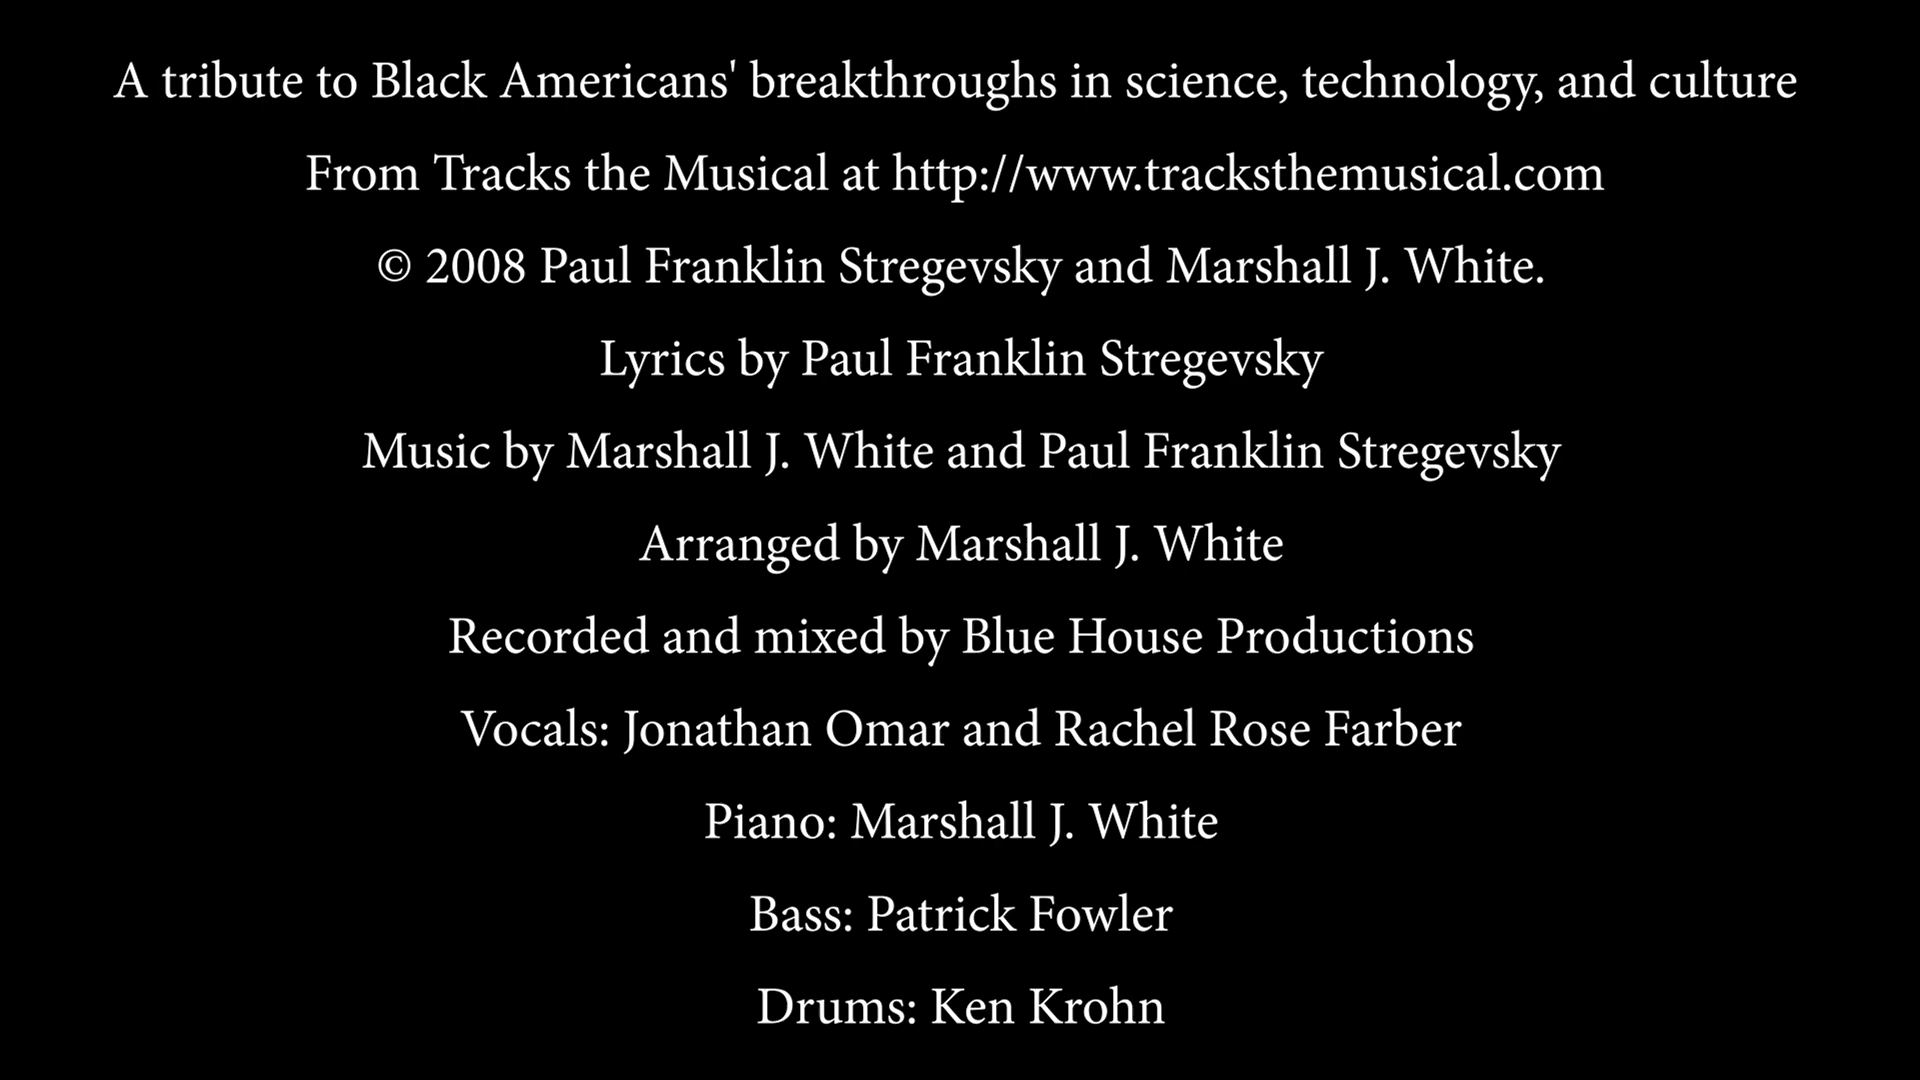 A tribute to Black Americans' breakthroughs in science, technology, and culture
From Tracks the Musical at http://www.tracksthemusical.com
© 2008 Paul Franklin Stregevsky and Marshall J. White.
Lyrics by Paul Franklin Stregevsky
Music by Marshall J. White and Paul Franklin Stregevsky
Arranged by Marshall J. White
Recorded and mixed by Blue House Productions
Vocals: Jonathan Omar and Rachel Rose Farber
Piano: Marshall J. White
Bass: Patrick Fowler
Drums: Ken Krohn